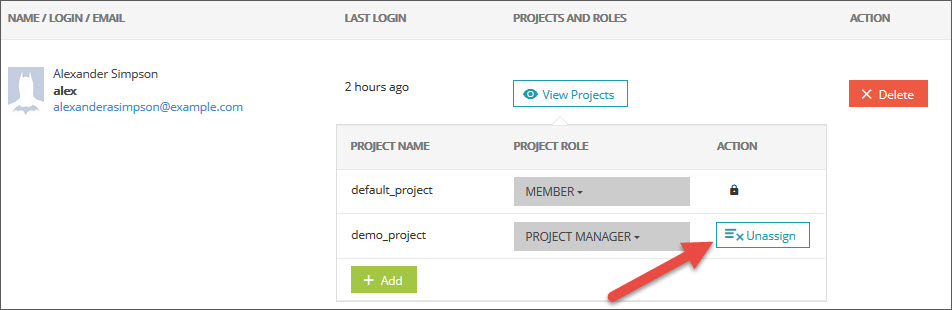 NAME / LOGIN / EMAIL LAST LOGIN PROJECTS AND ROLES ACTION
Alexander Simpson
alex
alexanderasimpson@example.com
2 hours ago
View Projects
Delete
PROJECT NAME PROJECT ROLE ACTION
default_project MEMBER
demo_project PROJECT MANAGER Unassign
+ Add